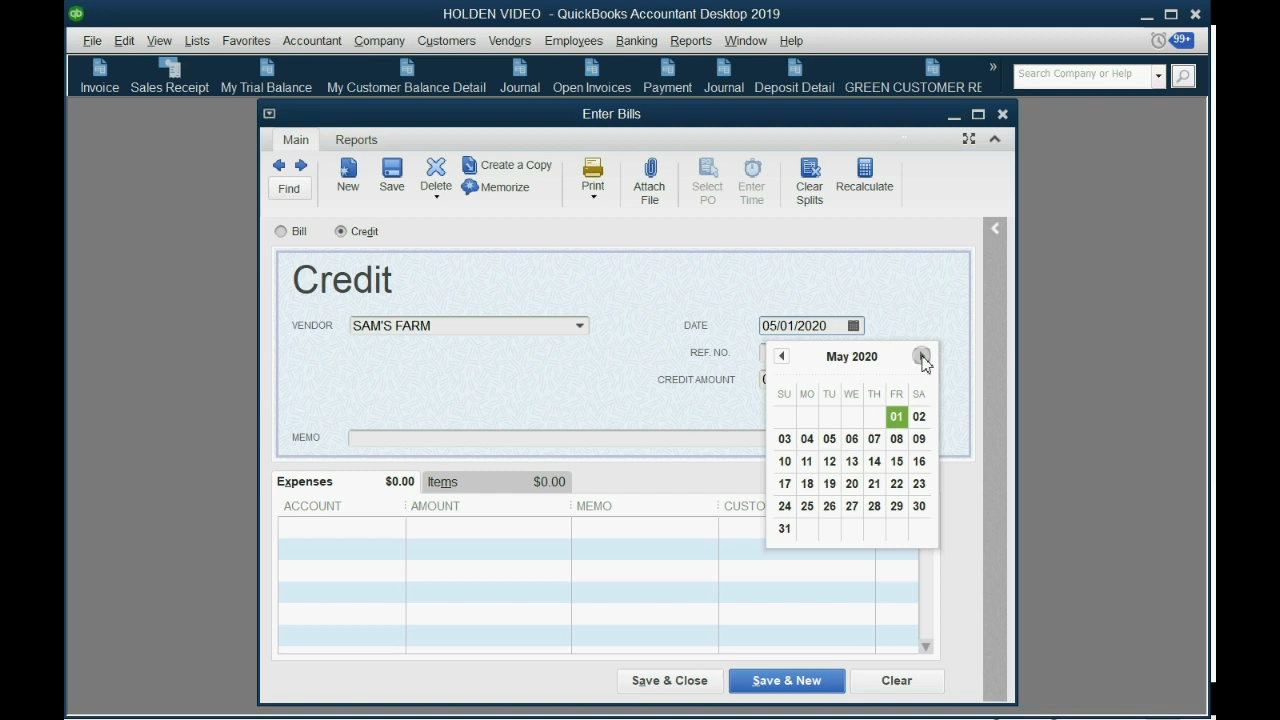 HOLDEN VIDEO - QuickBooks Accountant Desktop 2019
File Edit View Lists Favorites Accountant Company Customers Vendors Employees Banking Reports Window Help
99+
Invoice Sales Receipt My Trial Balance My Customer Balance Detail Journal Open Invoices Payment Journal Deposit Detail GREEN CUSTOMER RE » Search Company or Help
Enter Bills
Main Reports
Find New Save Delete Create a Copy Memorize Print Attach File Select PO Enter Time Clear Splits Recalculate
Bill Credit
Credit
VENDOR SAM'S FARM DATE 05/01/2020
REF. NO.
CREDIT AMOUNT
MEMO
May 2020
SU MO TU WE TH FR SA
01 02
03 04 05 06 07 08 09
10 11 12 13 14 15 16
17 18 19 20 21 22 23
24 25 26 27 28 29 30
31
Expenses $0.00 Items $0.00
ACCOUNT AMOUNT MEMO CUSTO
Save & Close Save & New Clear